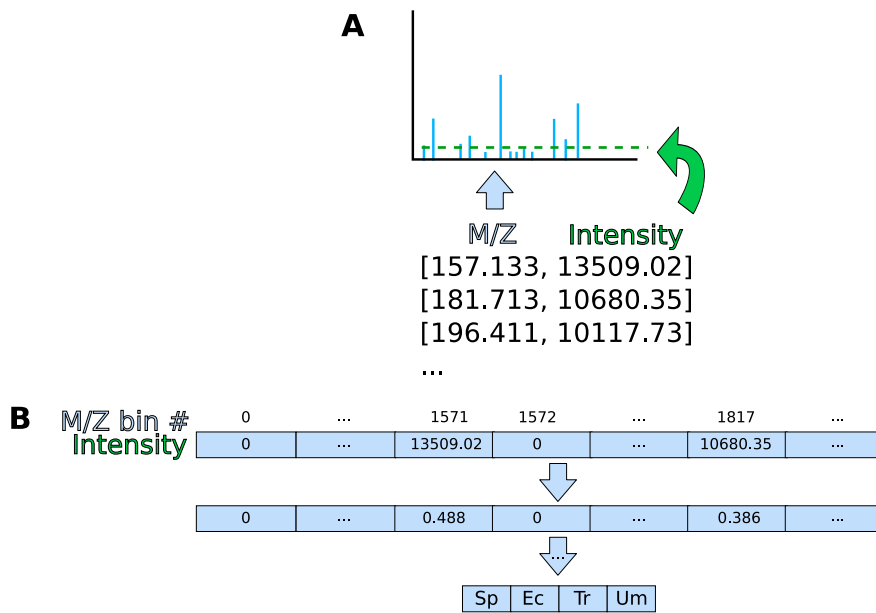 A
M/Z Intensity
[157.133, 13509.02]
[181.713, 10680.35]
[196.411, 10117.73]
...
B
M/Z bin # 0 ... 1571 1572 ... 1817 ...
Intensity 0 ... 13509.02 0 ... 10680.35 ...
0 ... 0.488 0 ... 0.386 ...
...
Sp Ec Tr Um